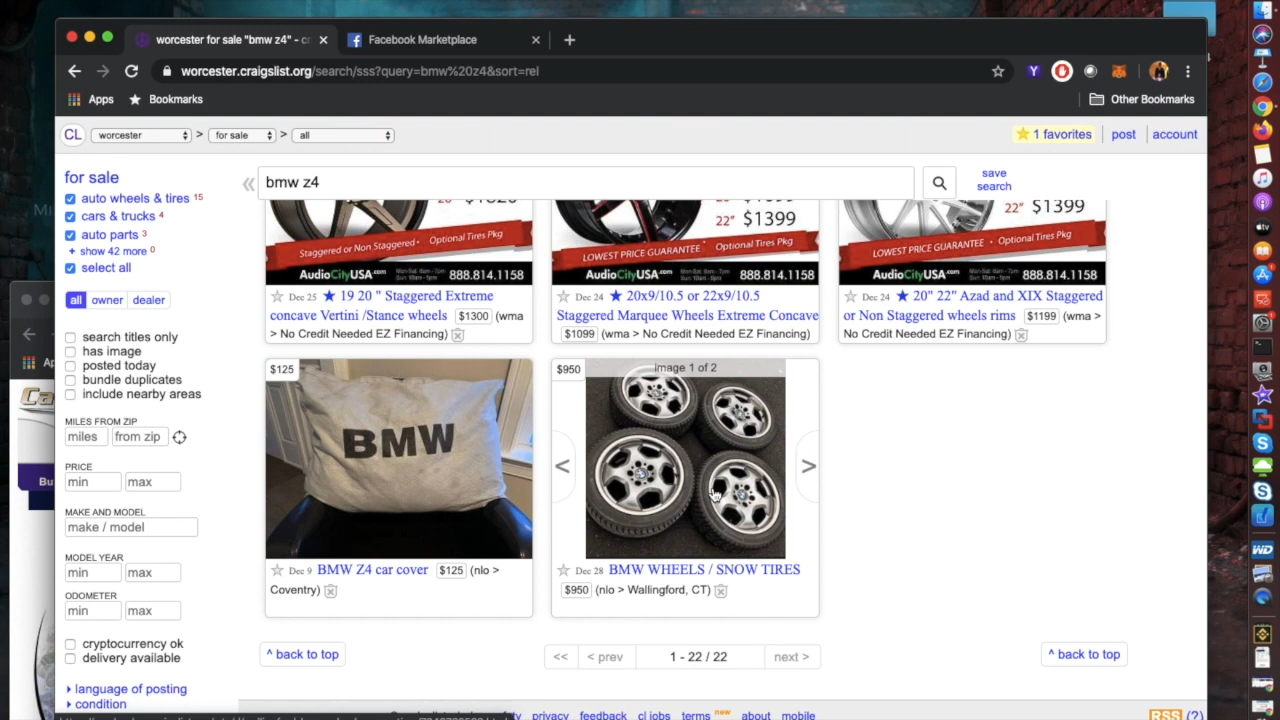 worcester for sale "bmw z4" - cr
Facebook Marketplace
worcester.craigslist.org/search/sss?query=bmw%20z4&sort=rel
Apps Bookmarks Other Bookmarks
CL worcester > for sale > all
1 favorites post account
for sale
auto wheels & tires 15
cars & trucks 4
auto parts 3
+ show 42 more 0
select all
all owner dealer
search titles only
has image
posted today
bundle duplicates
include nearby areas
MILES FROM ZIP
miles from zip
PRICE
min max
MAKE AND MODEL
make / model
MODEL YEAR
min max
ODOMETER
min max
cryptocurrency ok
delivery available
language of posting
condition
bmw z4
save
search
Staggered or Non Staggered • Optional Tires Pkg
AudioCityUSA.com 888.814.1158
Dec 25 ★ 19 20 " Staggered Extreme
concave Vertini /Stance wheels $1300 (wma
> No Credit Needed EZ Financing)
22" $1399
LOWEST PRICE GUARANTEE • Optional Tires Pkg
AudioCityUSA.com 888.814.1158
Dec 24 ★ 20x9/10.5 or 22x9/10.5
Staggered Marquee Wheels Extreme Concave
$1099 (wma > No Credit Needed EZ Financing)
22" $1399
LOWEST PRICE GUARANTEE • Optional Tires Pkg
AudioCityUSA.com 888.814.1158
Dec 24 ★ 20" 22" Azad and XIX Staggered
or Non Staggered wheels rims $1199 (wma >
No Credit Needed EZ Financing)
$125
BMW
Dec 9 BMW Z4 car cover $125 (nlo >
Coventry)
$950 image 1 of 2
< >
Dec 28 BMW WHEELS / SNOW TIRES
$950 (nlo > Wallingford, CT)
^ back to top << < prev 1 - 22 / 22 next > ^ back to top
privacy feedback cl jobs terms new about mobile
RSS (?)
Bu
WD